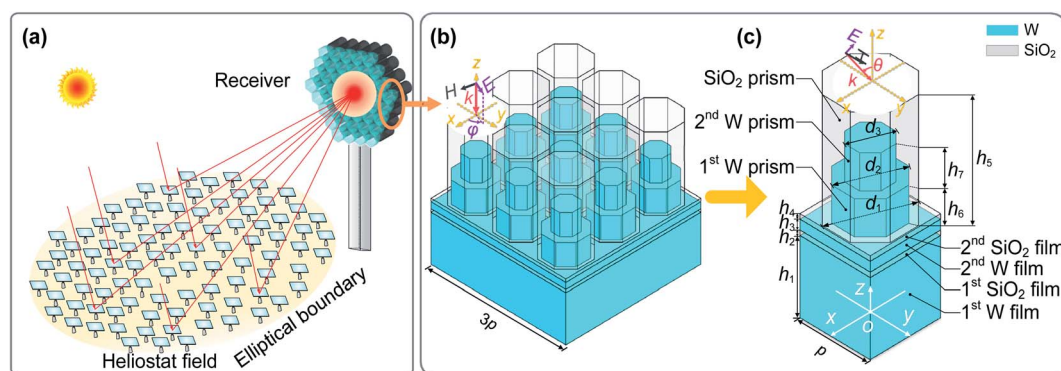 (a)
Receiver
Heliostat field
Elliptical boundary
(b)
H
E
k
z
x
y
φ
3p
(c)
W
SiO₂
E
z
H
θ
k
x
y
SiO₂ prism
2nd W prism
1st W prism
d₃
d₂
d₁
h₅
h₇
h₆
h₄
h₃
h₂
h₁
2nd SiO₂ film
2nd W film
1st SiO₂ film
1st W film
z
x
o
y
p